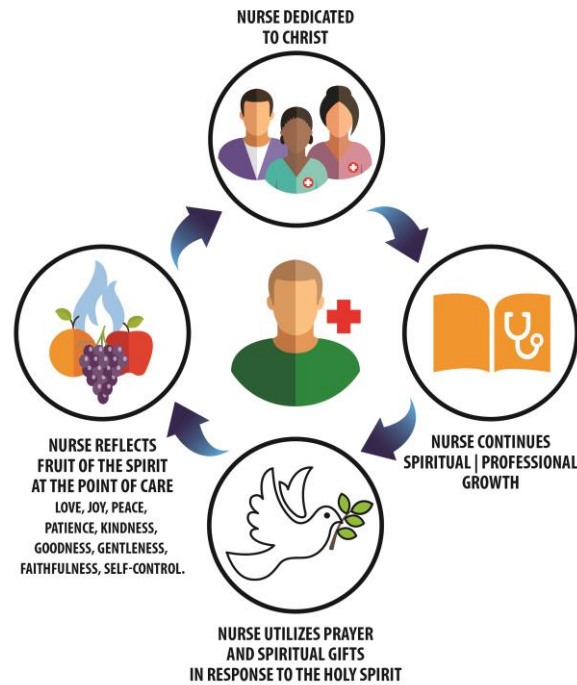 NURSE DEDICATED
TO CHRIST
NURSE CONTINUES
SPIRITUAL | PROFESSIONAL
GROWTH
NURSE UTILIZES PRAYER
AND SPIRITUAL GIFTS
IN RESPONSE TO THE HOLY SPIRIT
NURSE REFLECTS
FRUIT OF THE SPIRIT
AT THE POINT OF CARE
LOVE, JOY, PEACE,
PATIENCE, KINDNESS,
GOODNESS, GENTLENESS,
FAITHFULNESS, SELF-CONTROL.